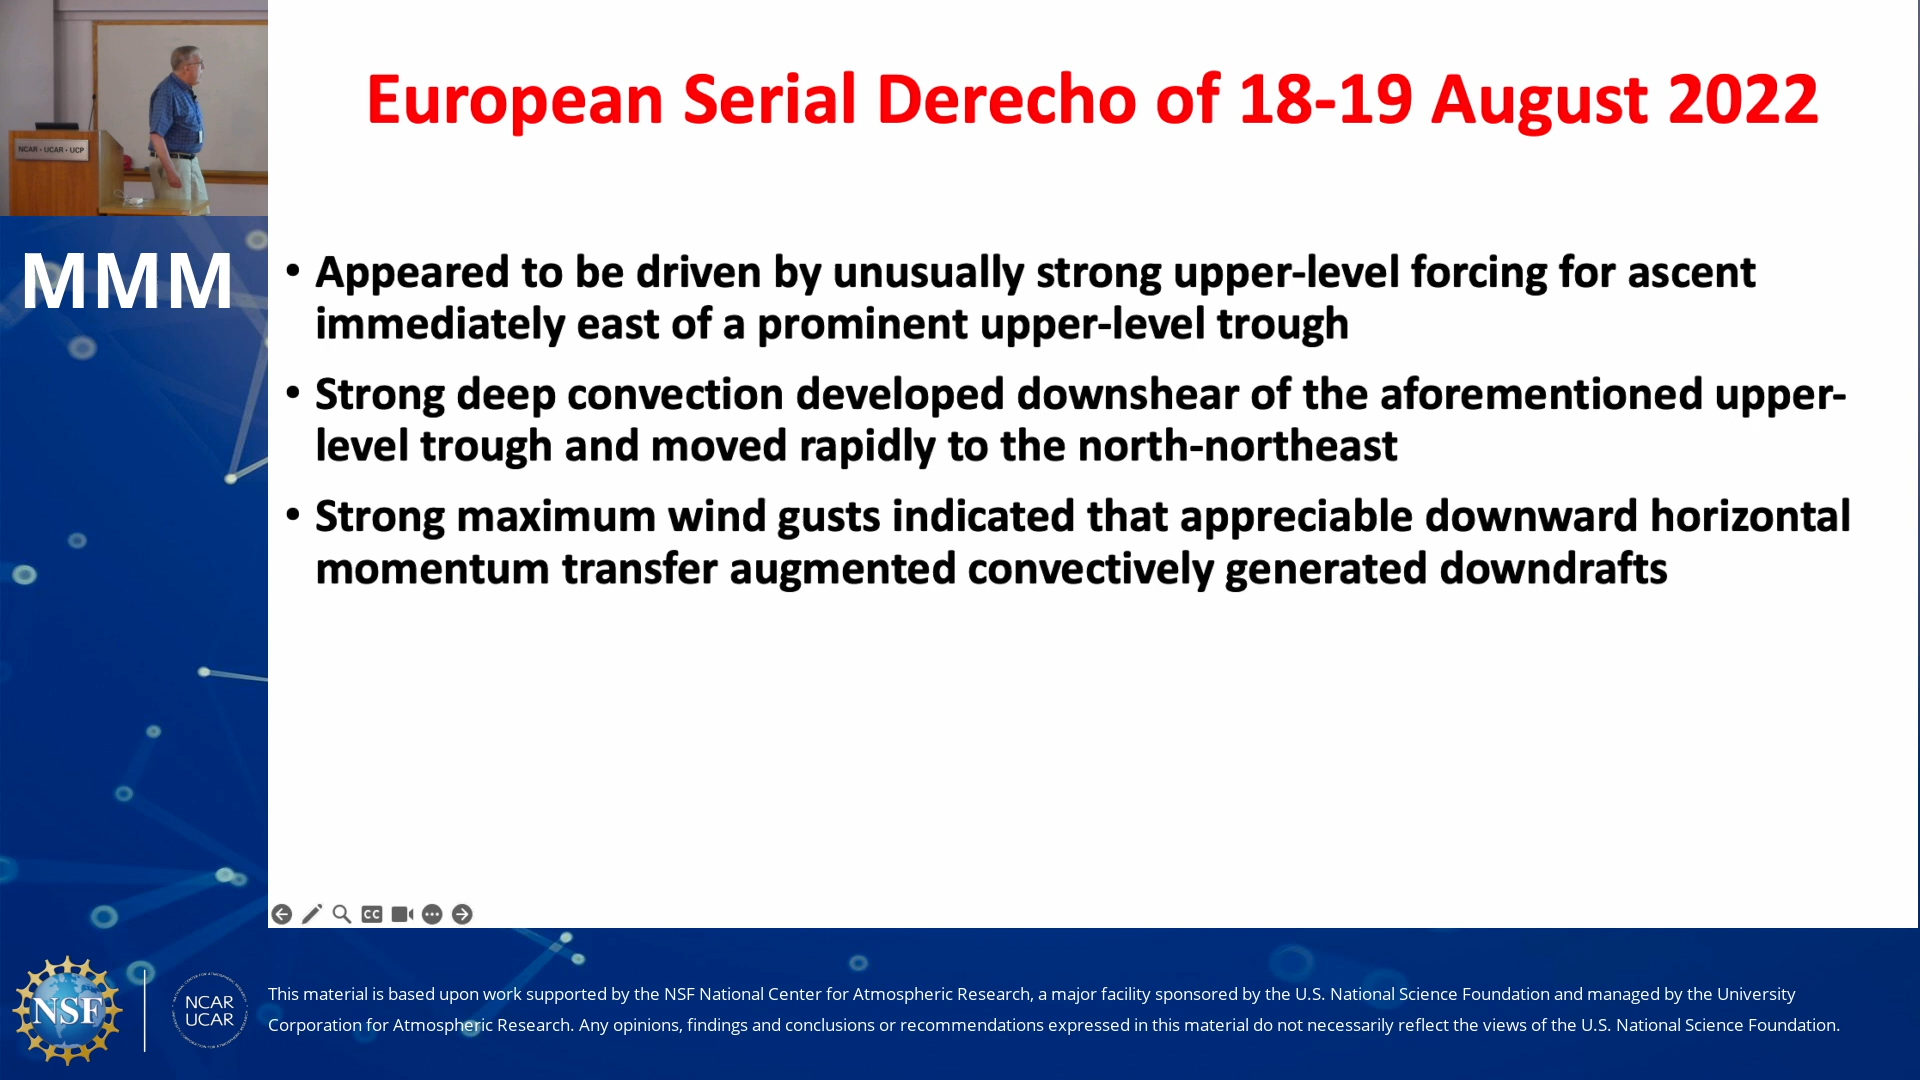 European Serial Derecho of 18-19 August 2022
NCAR • UCAR • UCP
MMM
• Appeared to be driven by unusually strong upper-level forcing for ascent
immediately east of a prominent upper-level trough
• Strong deep convection developed downshear of the aforementioned upper-
level trough and moved rapidly to the north-northeast
• Strong maximum wind gusts indicated that appreciable downward horizontal
momentum transfer augmented convectively generated downdrafts
CC
NSF
NCAR
UCAR
This material is based upon work supported by the NSF National Center for Atmospheric Research, a major facility sponsored by the U.S. National Science Foundation and managed by the University
Corporation for Atmospheric Research. Any opinions, findings and conclusions or recommendations expressed in this material do not necessarily reflect the views of the U.S. National Science Foundation.